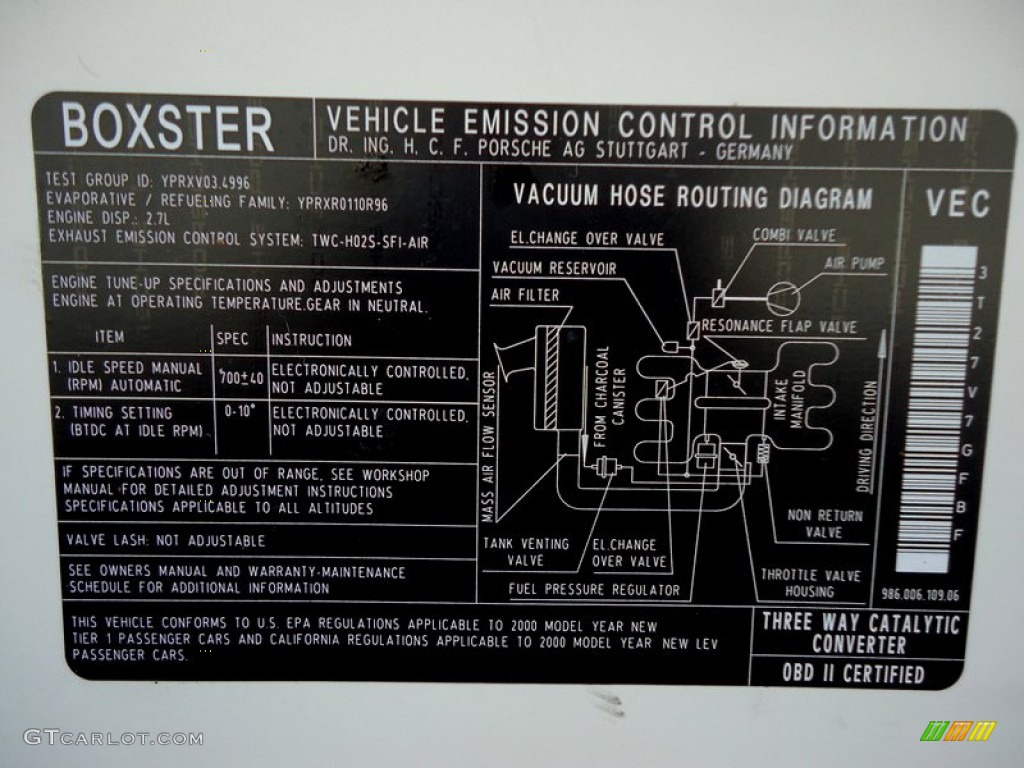 BOXSTER
VEHICLE EMISSION CONTROL INFORMATION
DR. ING. H. C. F. PORSCHE AG STUTTGART - GERMANY
TEST GROUP ID: YPRXV03.4996
EVAPORATIVE / REFUELING FAMILY: YPRXR0110R96
ENGINE DISP.: 2.7L
EXHAUST EMISSION CONTROL SYSTEM: TWC-HO2S-SFI-AIR
ENGINE TUNE-UP SPECIFICATIONS AND ADJUSTMENTS
ENGINE AT OPERATING TEMPERATURE.GEAR IN NEUTRAL.
ITEM SPEC INSTRUCTION
1. IDLE SPEED MANUAL
(RPM) AUTOMATIC
700±40
ELECTRONICALLY CONTROLLED,
NOT ADJUSTABLE
2. TIMING SETTING
(BTDC AT IDLE RPM)
0-10°
ELECTRONICALLY CONTROLLED,
NOT ADJUSTABLE
IF SPECIFICATIONS ARE OUT OF RANGE, SEE WORKSHOP
MANUAL FOR DETAILED ADJUSTMENT INSTRUCTIONS
SPECIFICATIONS APPLICABLE TO ALL ALTITUDES
VALVE LASH: NOT ADJUSTABLE
SEE OWNERS MANUAL AND WARRANTY-MAINTENANCE
SCHEDULE FOR ADDITIONAL INFORMATION
VACUUM HOSE ROUTING DIAGRAM
EL.CHANGE OVER VALVE
COMBI VALVE
VACUUM RESERVOIR
AIR PUMP
AIR FILTER
RESONANCE FLAP VALVE
MASS AIR FLOW SENSOR
FROM CHARCOAL
CANISTER
INTAKE
MANIFOLD
DRIVING DIRECTION
NON RETURN
VALVE
TANK VENTING
VALVE
EL.CHANGE
OVER VALVE
THROTTLE VALVE
HOUSING
FUEL PRESSURE REGULATOR
VEC
3T27V7GFBF
986.006.109.06
THIS VEHICLE CONFORMS TO U.S. EPA REGULATIONS APPLICABLE TO 2000 MODEL YEAR NEW
TIER 1 PASSENGER CARS AND CALIFORNIA REGULATIONS APPLICABLE TO 2000 MODEL YEAR NEW LEV
PASSENGER CARS.
THREE WAY CATALYTIC
CONVERTER
OBD II CERTIFIED
GTCARLOT.COM